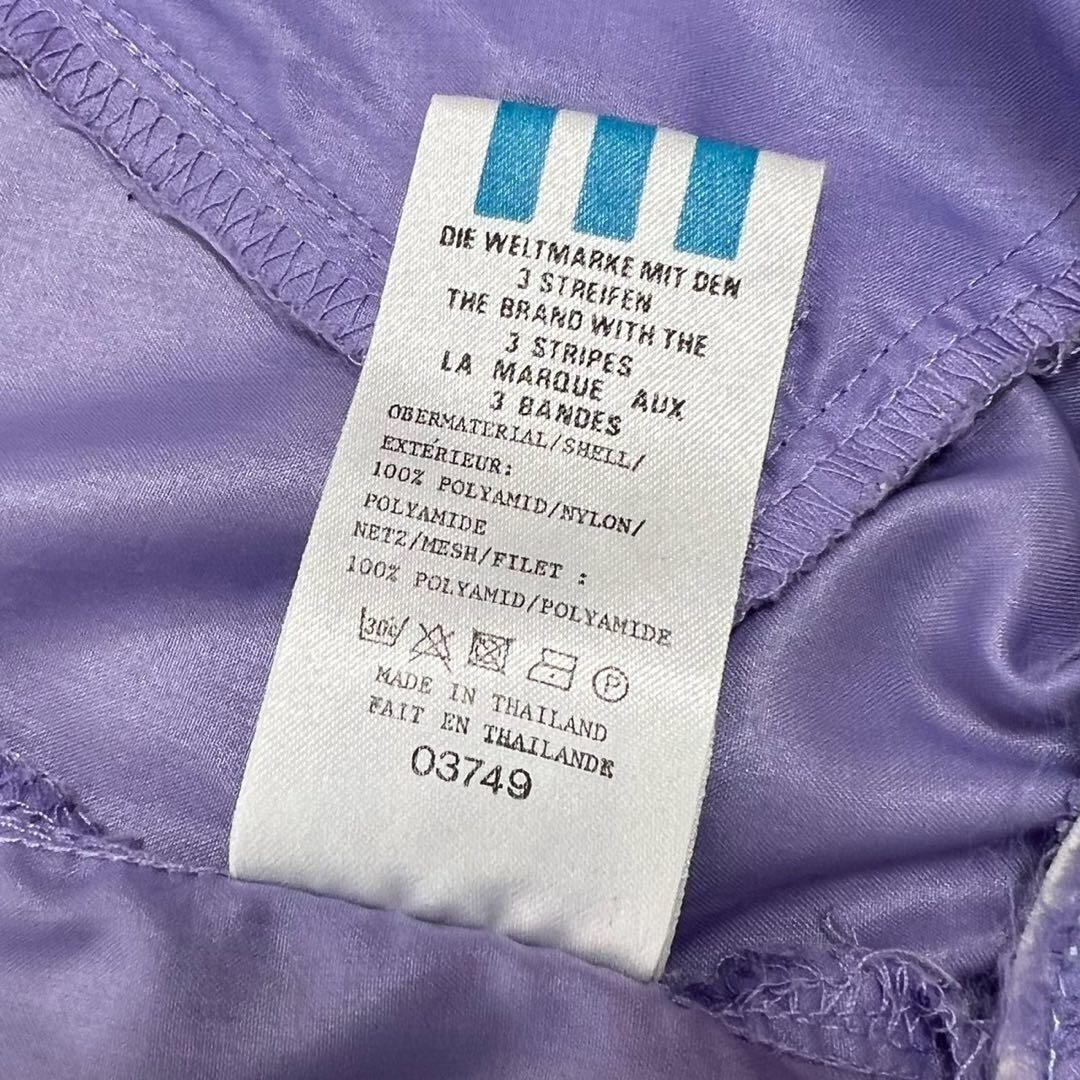 DIE WELTMARKE MIT DEN
3 STREIFEN
THE BRAND WITH THE
3 STRIPES
LA MARQUE AUX
3 BANDES
OBERMATERIAL/SHELL/
EXTÉRIEUR:
100% POLYAMID/NYLON/
POLYAMIDE
NETZ/MESH/FILET :
100% POLYAMID/POLYAMIDE
30c P
MADE IN THAILAND
FAIT EN THAILANDE
03749